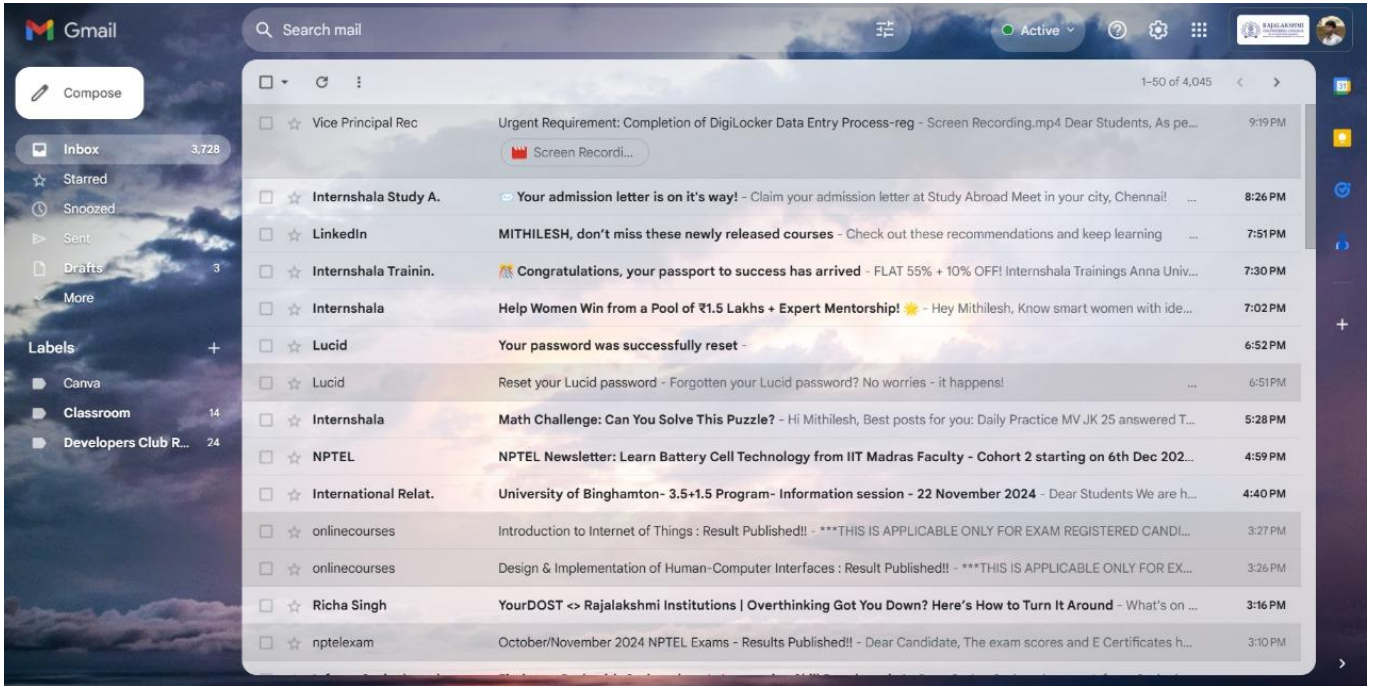 Gmail
Search mail
Active
RAJALAKSHMI
ENGINEERING COLLEGE
Compose
1–50 of 4,045
31
Inbox 3,728
Starred
Snoozed
Sent
Drafts 3
More
Labels
Canva
Classroom 14
Developers Club R... 24
Vice Principal Rec Urgent Requirement: Completion of DigiLocker Data Entry Process-reg - Screen Recording.mp4 Dear Students, As pe... 9:19 PM
Screen Recordi...
Internshala Study A. Your admission letter is on it's way! - Claim your admission letter at Study Abroad Meet in your city, Chennai! ... 8:26 PM
LinkedIn MITHILESH, don't miss these newly released courses - Check out these recommendations and keep learning ... 7:51 PM
Internshala Trainin. 🎊 Congratulations, your passport to success has arrived - FLAT 55% + 10% OFF! Internshala Trainings Anna Univ... 7:30 PM
Internshala Help Women Win from a Pool of ₹1.5 Lakhs + Expert Mentorship! 🌟 - Hey Mithilesh, Know smart women with ide... 7:02 PM
Lucid Your password was successfully reset - 6:52 PM
Lucid Reset your Lucid password - Forgotten your Lucid password? No worries - it happens! ... 6:51 PM
Internshala Math Challenge: Can You Solve This Puzzle? - Hi Mithilesh, Best posts for you: Daily Practice MV JK 25 answered T... 5:28 PM
NPTEL NPTEL Newsletter: Learn Battery Cell Technology from IIT Madras Faculty - Cohort 2 starting on 6th Dec 202... 4:59 PM
International Relat. University of Binghamton- 3.5+1.5 Program- Information session - 22 November 2024 - Dear Students We are h... 4:40 PM
onlinecourses Introduction to Internet of Things : Result Published!! - ***THIS IS APPLICABLE ONLY FOR EXAM REGISTERED CANDI... 3:27 PM
onlinecourses Design & Implementation of Human-Computer Interfaces : Result Published!! - ***THIS IS APPLICABLE ONLY FOR EX... 3:26 PM
Richa Singh YourDOST <> Rajalakshmi Institutions | Overthinking Got You Down? Here's How to Turn It Around - What's on ... 3:16 PM
nptelexam October/November 2024 NPTEL Exams - Results Published!! - Dear Candidate, The exam scores and E Certificates h... 3:10 PM